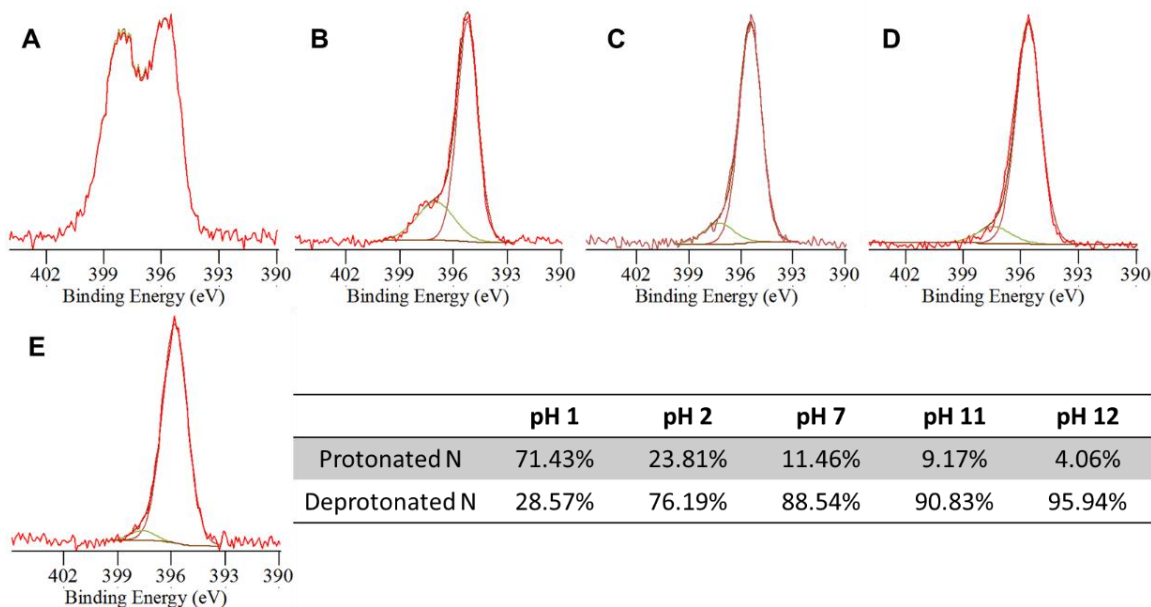 A
B
C
D
402 399 396 393 390
402 399 396 393 390
402 399 396 393 390
402 399 396 393 390
Binding Energy (eV)
Binding Energy (eV)
Binding Energy (eV)
Binding Energy (eV)
E
402 399 396 393 390
Binding Energy (eV)
pH 1 pH 2 pH 7 pH 11 pH 12
Protonated N 71.43% 23.81% 11.46% 9.17% 4.06%
Deprotonated N 28.57% 76.19% 88.54% 90.83% 95.94%